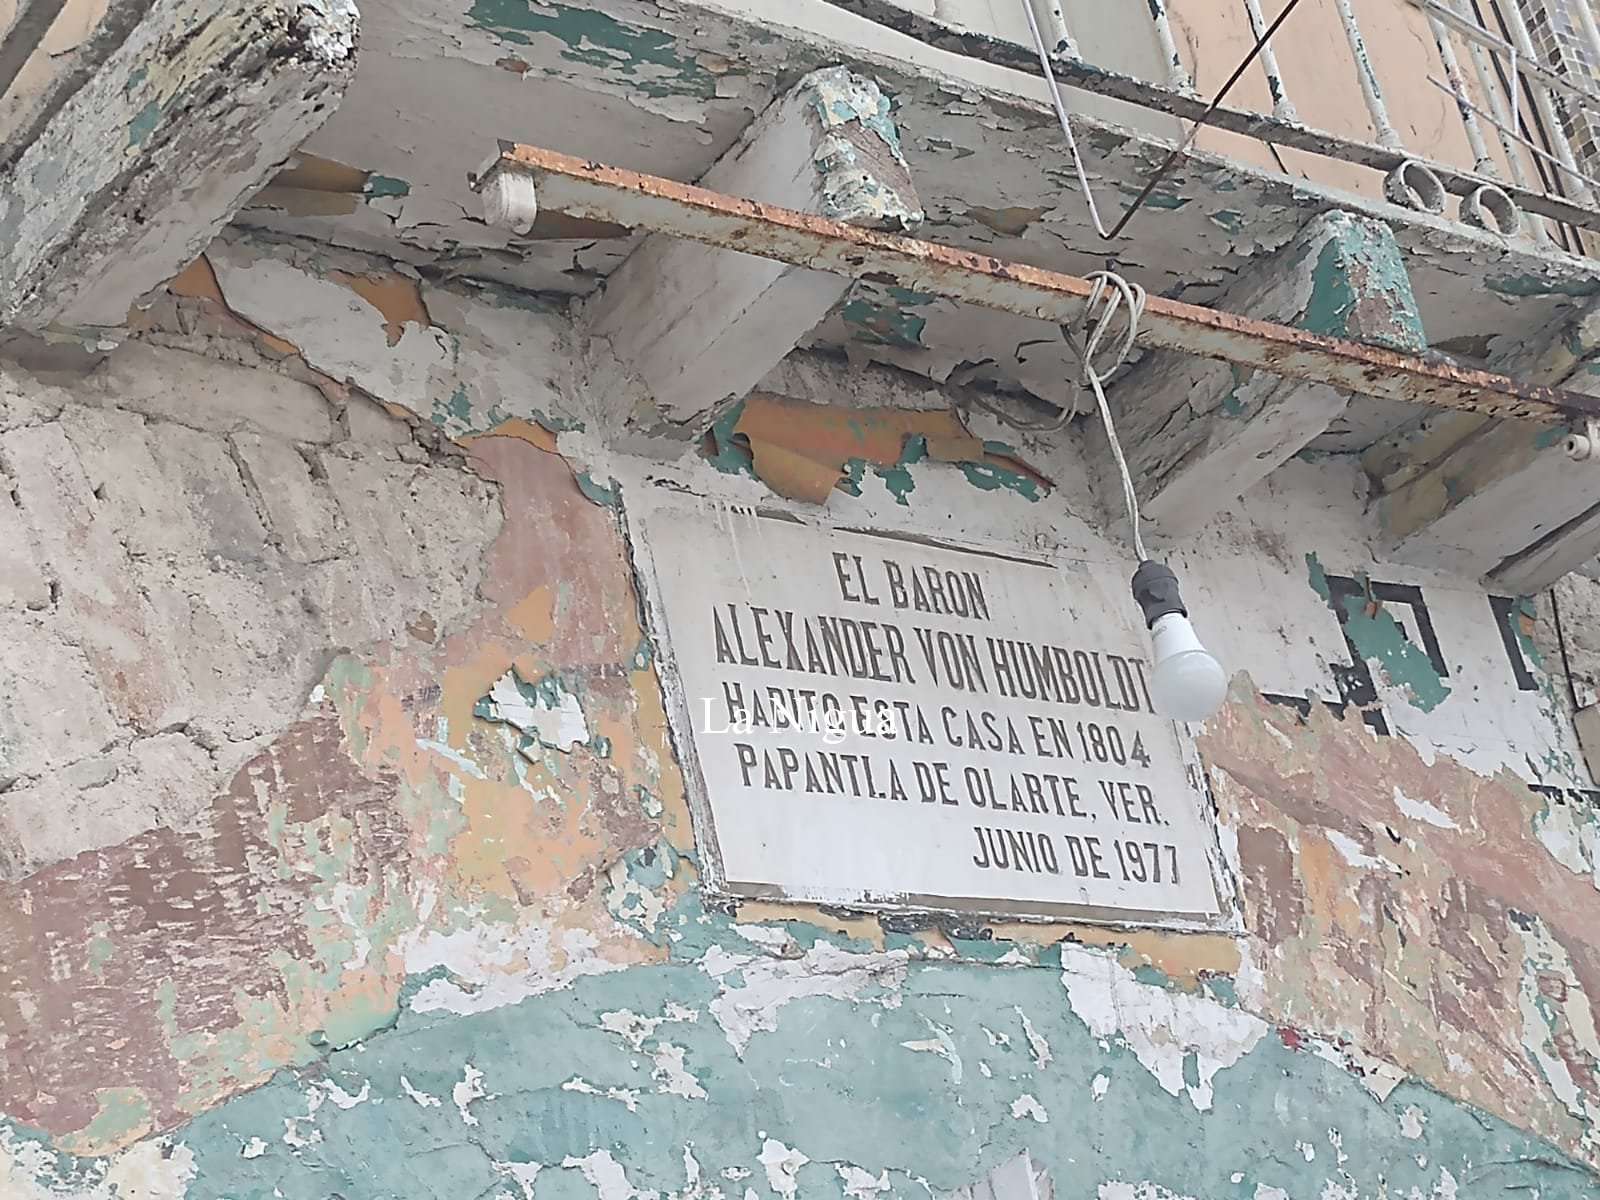 EL BARON
ALEXANDER VON HUMBOLDT
HABITO ESTA CASA EN 1804
PAPANTLA DE OLARTE, VER.
JUNIO DE 1977
La Nigua